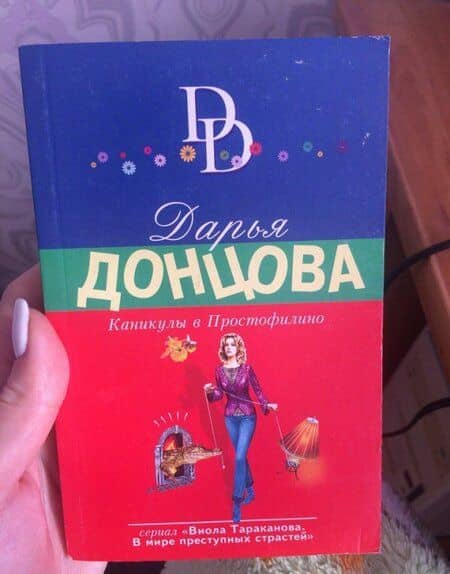 DD
Дарья
ДОНЦОВА
Каникулы в Простофилино
сериал «Виола Тараканова.
В мире преступных страстей»